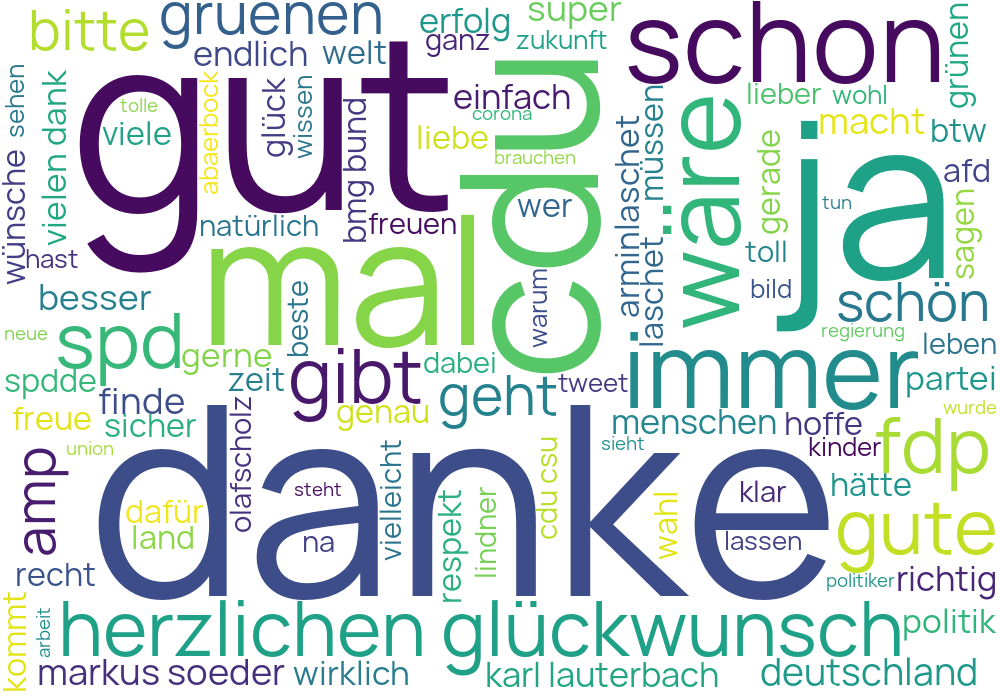 bitte
gruenen
erfolg
super
schon
grünen
sehen
vielen dank
endlich
welt
ganz
zukunft
gut
tolle
viele
abaerbock
glück
wissen
bmg bund
einfach
corona
liebe
brauchen
cdu
müssen
wäre
lieber
wohl
macht
btw
ja
afd
wünsche
hast
natürlich
freuen
wer
arminlaschet
gerade
tun
sagen
toll
mal
laschet
bild
schön
besser
beste
warum
regierung
leben
neue
spd
gerne
gibt
dabei
immer
partei
spdde
zeit
geht
tweet
finde
genau
menschen
hoffe
wurde
freue
sicher
union
olafscholz
vielleicht
cdu csu
sieht
kinder
fdp
amp
danke
steht
klar
hätte
dafür
land
na
respekt
lindner
wahl
lassen
gute
recht
politiker
richtig
kommt
arbeit
herzlichen glückwunsch
politik
markus soeder
wirklich
karl lauterbach
deutschland